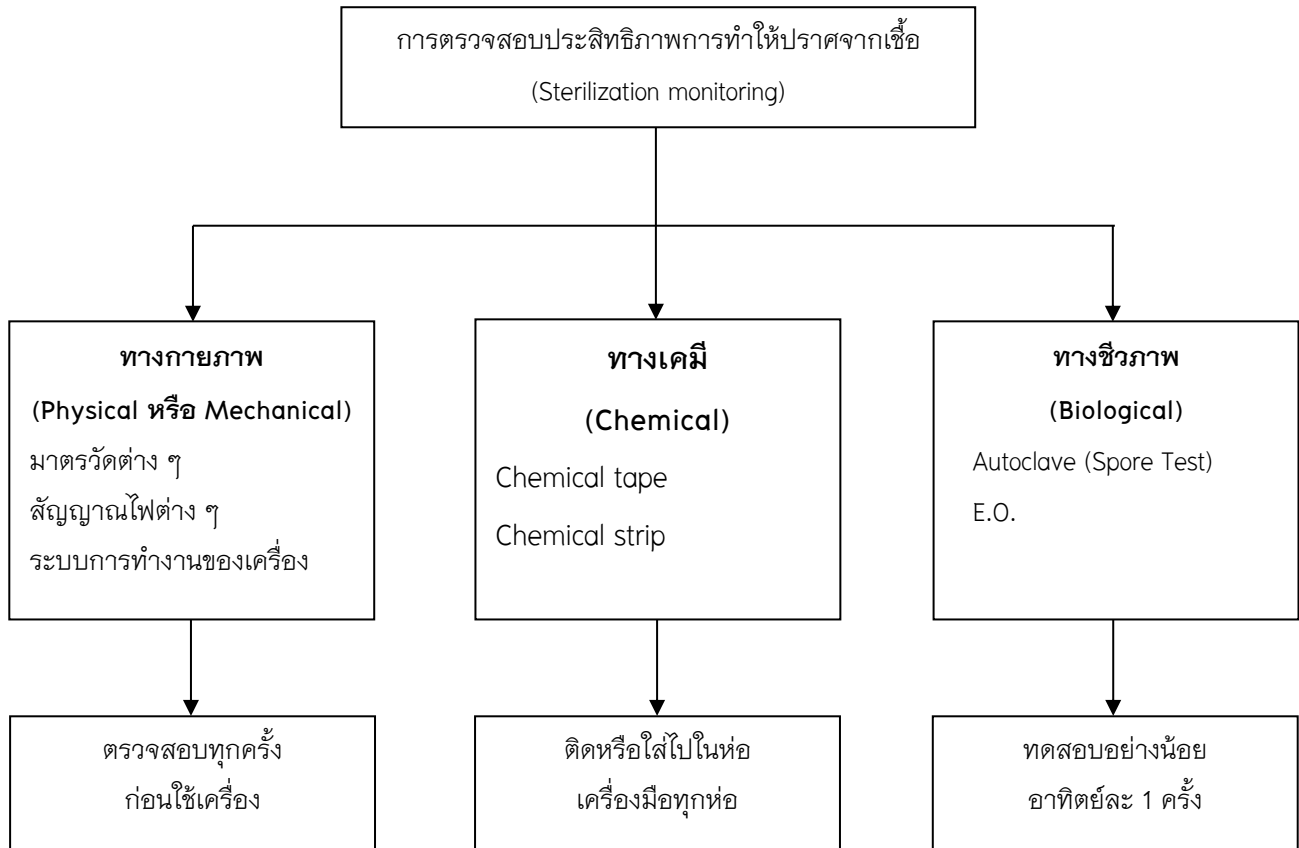 การตรวจสอบประสิทธิภาพการทำให้ปราศจากเชื้อ
(Sterilization monitoring)
ทางกายภาพ
(Physical หรือ Mechanical)
มาตรวัดต่าง ๆ
สัญญาณไฟต่าง ๆ
ระบบการทำงานของเครื่อง
ทางเคมี
(Chemical)
Chemical tape
Chemical strip
ทางชีวภาพ
(Biological)
Autoclave (Spore Test)
E.O.
ตรวจสอบทุกครั้ง
ก่อนใช้เครื่อง
ติดหรือใส่ไปในห่อ
เครื่องมือทุกห่อ
ทดสอบอย่างน้อย
อาทิตย์ละ 1 ครั้ง